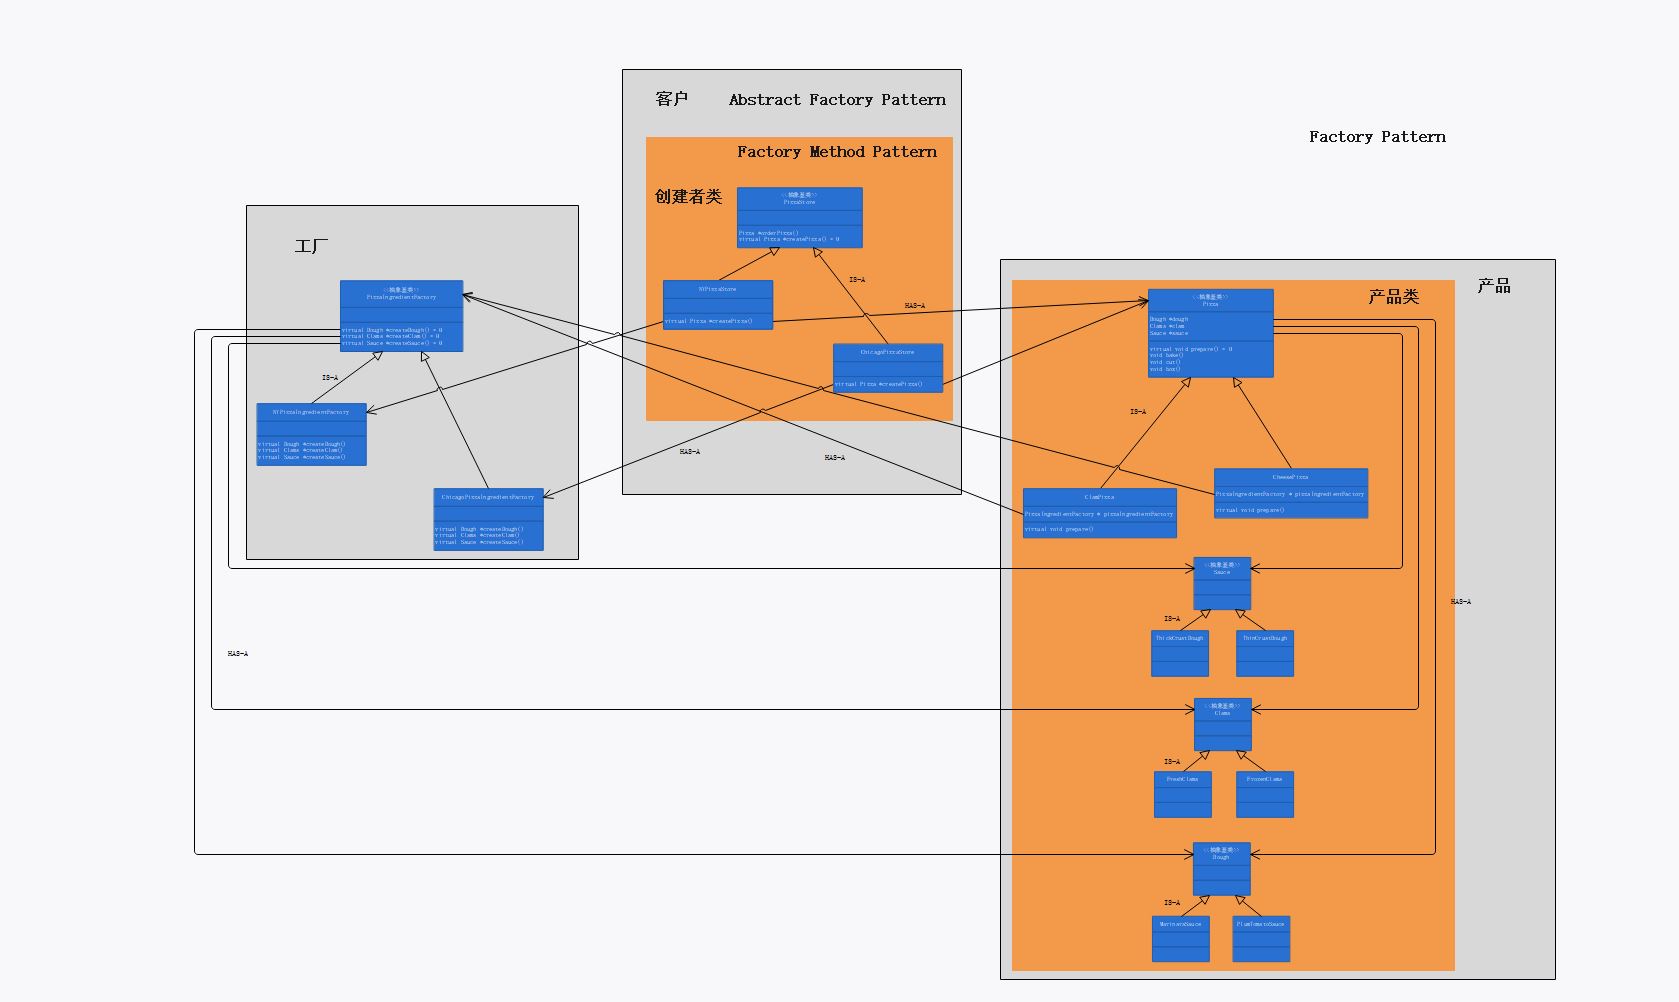 客户
Abstract Factory Pattern
Factory Pattern
Factory Method Pattern
创建者类
<<抽象基类>>
PizzaStore
Pizza *orderPizza()
virtual Pizza *createPizza() = 0
工厂
<<抽象基类>>
PizzaIngredientFactory
virtual Dough *createDough() = 0
virtual Clams *createClam() = 0
virtual Sauce *createSauce() = 0
IS-A
NYPizzaIngredientFactory
virtual Dough *createDough()
virtual Clams *createClam()
virtual Sauce *createSauce()
ChicagoPizzaIngredientFactory
virtual Dough *createDough()
virtual Clams *createClam()
virtual Sauce *createSauce()
NYPizzaStore
virtual Pizza *createPizza()
IS-A
HAS-A
ChicagoPizzaStore
virtual Pizza *createPizza()
HAS-A
HAS-A
产品
产品类
<<抽象基类>>
Pizza
Dough *dough
Clams *clam
Sauce *sauce
virtual void prepare() = 0
void bake()
void cut()
void box()
IS-A
ClamPizza
PizzaIngredientFactory * pizzaIngredientFactory
virtual void prepare()
CheesePizza
PizzaIngredientFactory * pizzaIngredientFactory
virtual void prepare()
<<抽象基类>>
Sauce
HAS-A
IS-A
ThickCrustDough
ThinCrustDough
HAS-A
<<抽象基类>>
Clams
IS-A
FreshClams
FrozenClams
<<抽象基类>>
Dough
IS-A
MarinaraSauce
PlumTomatoSauce